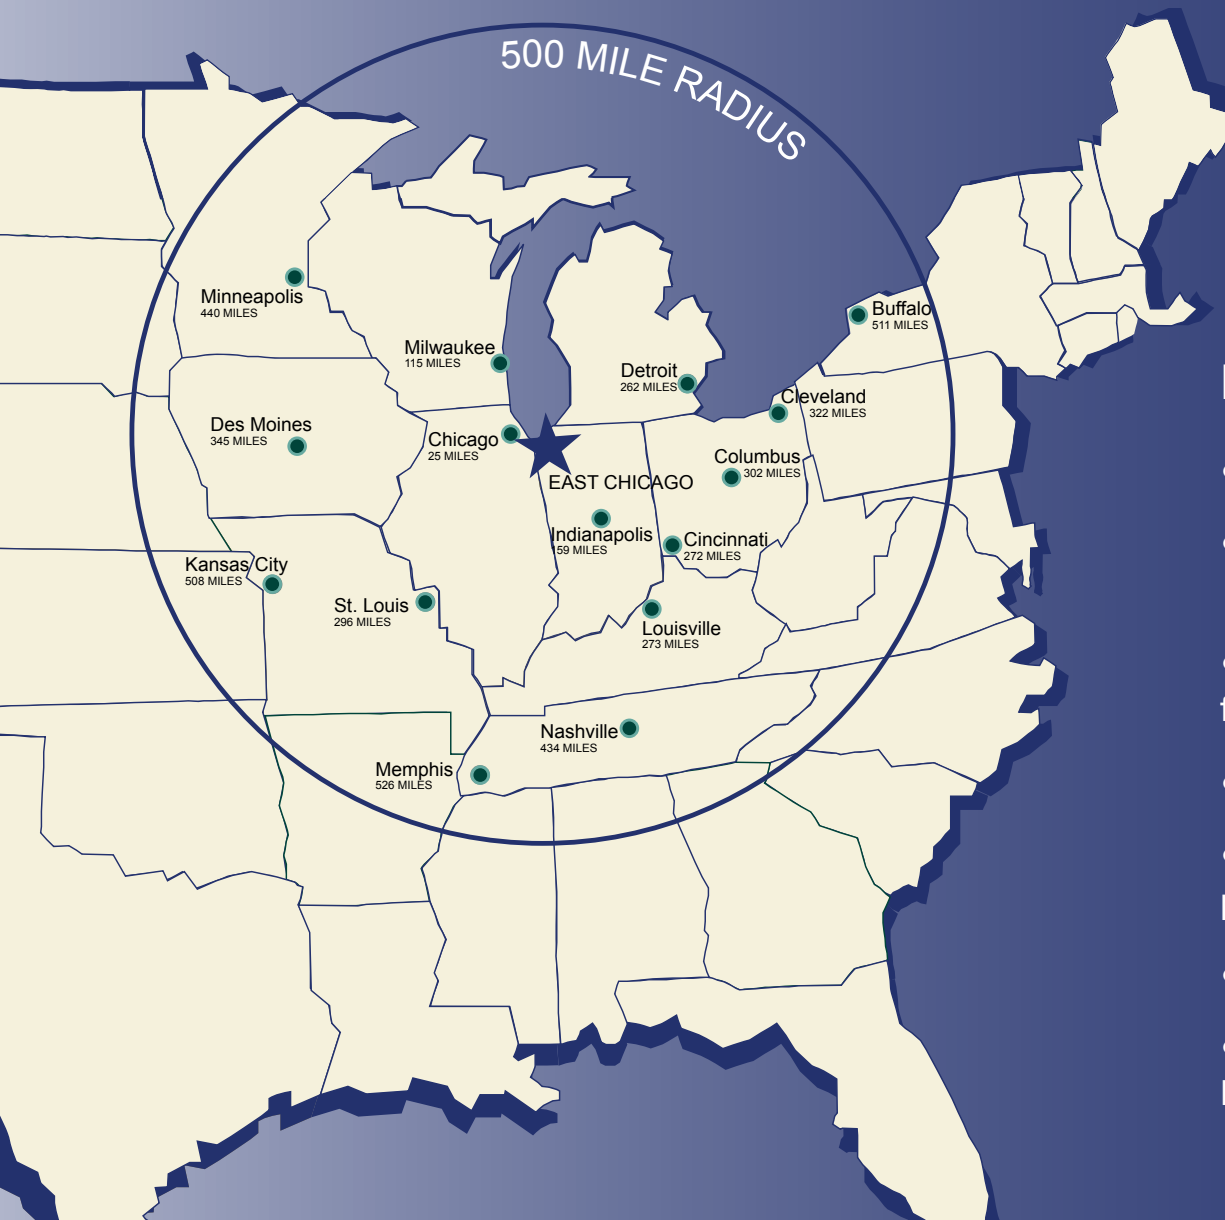 500 MILE RADIUS
Minneapolis
440 MILES
Buffalo
511 MILES
Milwaukee
115 MILES
Detroit
262 MILES
Cleveland
322 MILES
Des Moines
345 MILES
Chicago
25 MILES
Columbus
302 MILES
EAST CHICAGO
Indianapolis
159 MILES
Cincinnati
272 MILES
Kansas City
508 MILES
St. Louis
296 MILES
Louisville
273 MILES
Nashville
434 MILES
Memphis
526 MILES